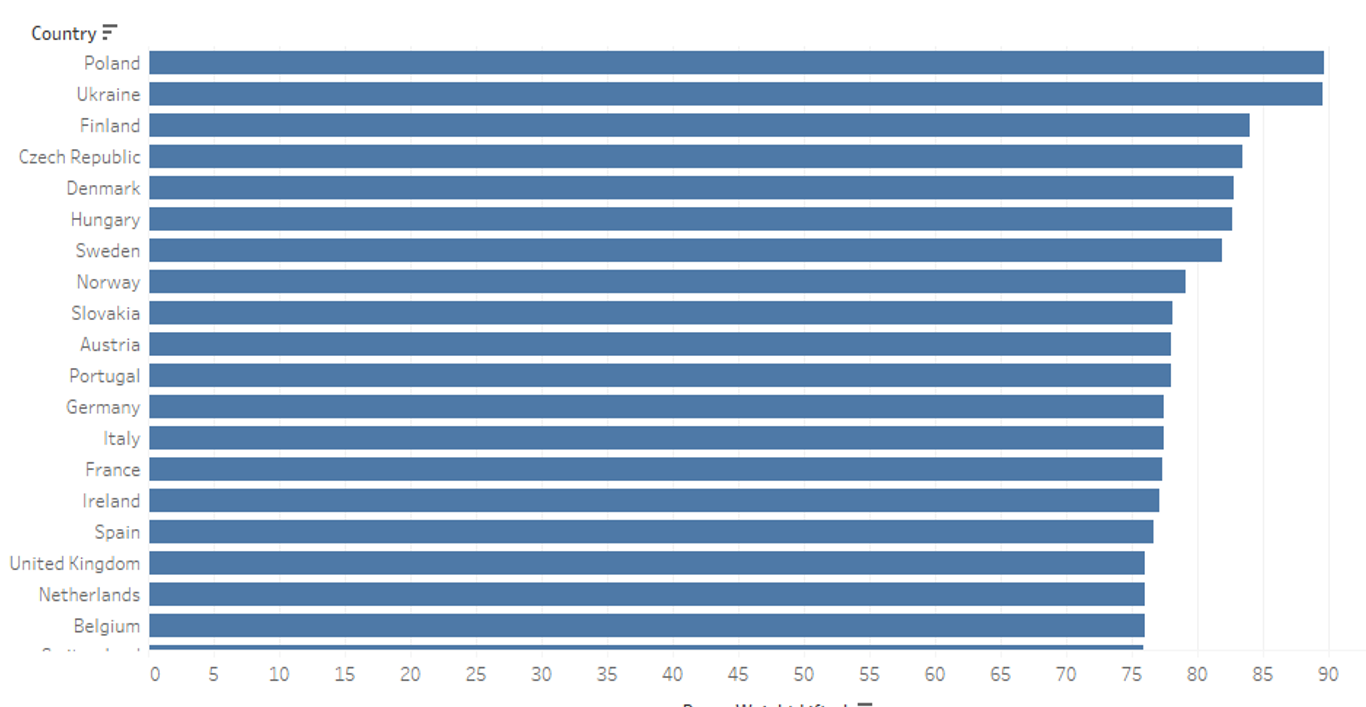 Country
Poland
Ukraine
Finland
Czech Republic
Denmark
Hungary
Sweden
Norway
Slovakia
Austria
Portugal
Germany
Italy
France
Ireland
Spain
United Kingdom
Netherlands
Belgium
0 5 10 15 20 25 30 35 40 45 50 55 60 65 70 75 80 85 90